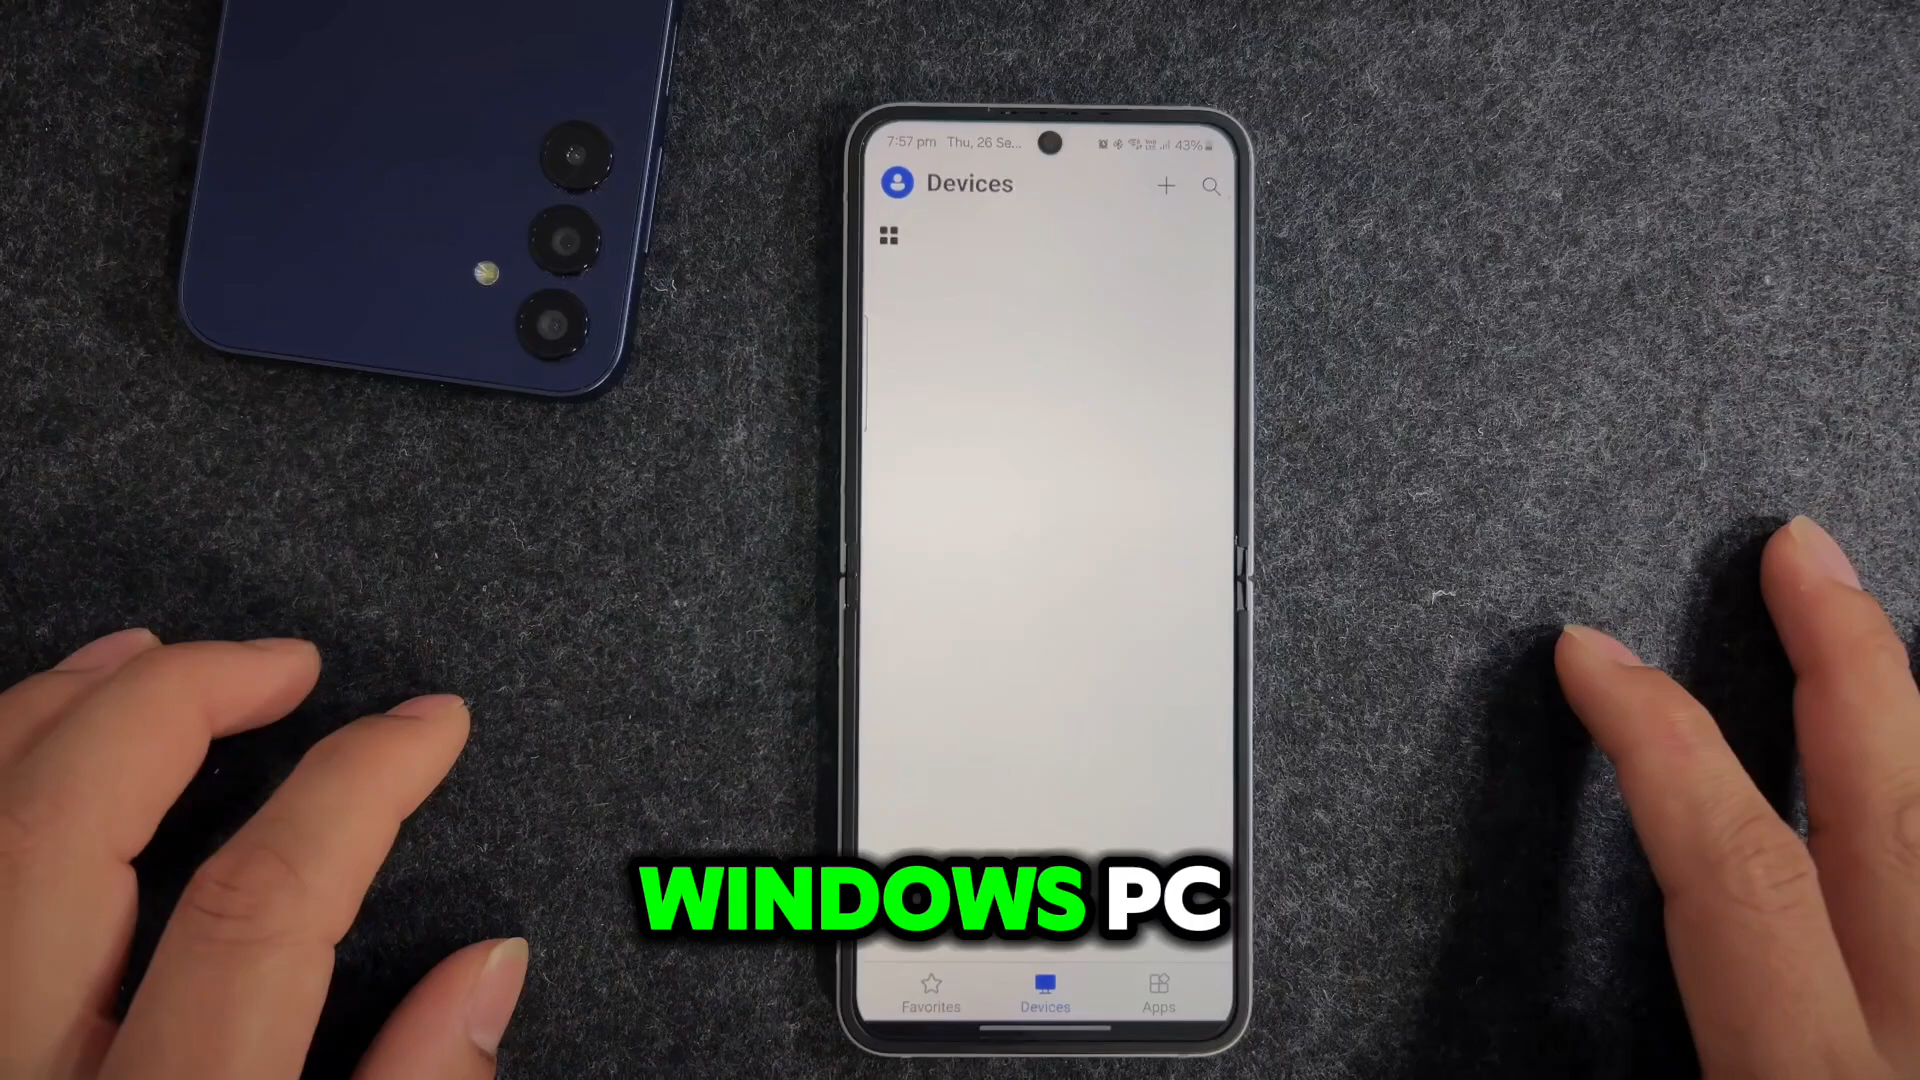 7:57 pm Thu, 26 Se... 43%
Devices
WINDOWS PC
Favorites Devices Apps